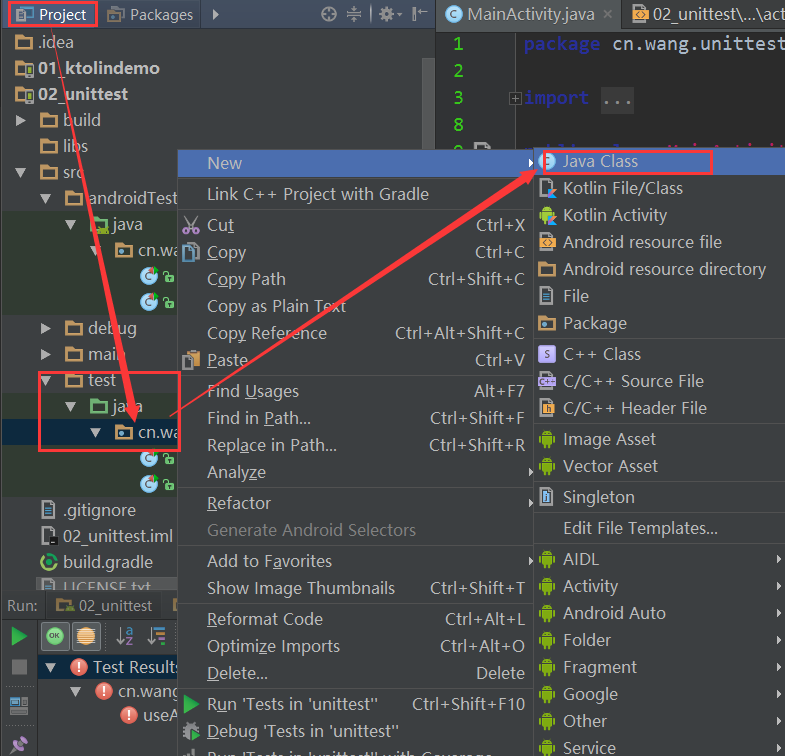 Project
Packages
MainActivity.java
02_unittest\...\act
.idea
01_ktolindemo
02_unittest
build
libs
src
androidTest
java
cn.wa
debug
main
test
java
cn.wa
.gitignore
02_unittest.iml
build.gradle
LICENSE.txt
1 package cn.wang.unittest
2
3 import ...
8
New
Link C++ Project with Gradle
Cut Ctrl+X
Copy Ctrl+C
Copy Path Ctrl+Shift+C
Copy as Plain Text
Copy Reference Ctrl+Alt+Shift+C
Paste Ctrl+V
Find Usages Alt+F7
Find in Path... Ctrl+Shift+F
Replace in Path... Ctrl+Shift+R
Analyze
Refactor
Generate Android Selectors
Add to Favorites
Show Image Thumbnails Ctrl+Shift+T
Reformat Code Ctrl+Alt+L
Optimize Imports Ctrl+Alt+O
Delete... Delete
Run 'Tests in 'unittest'' Ctrl+Shift+F10
Debug 'Tests in 'unittest''
Run 'Tests in 'unittest'' with Coverage
Java Class
Kotlin File/Class
Kotlin Activity
Android resource file
Android resource directory
File
Package
C++ Class
C/C++ Source File
C/C++ Header File
Image Asset
Vector Asset
Singleton
Edit File Templates...
AIDL
Activity
Android Auto
Folder
Fragment
Google
Other
Service
Run: 02_unittest
OK
Test Results
cn.wang
useA